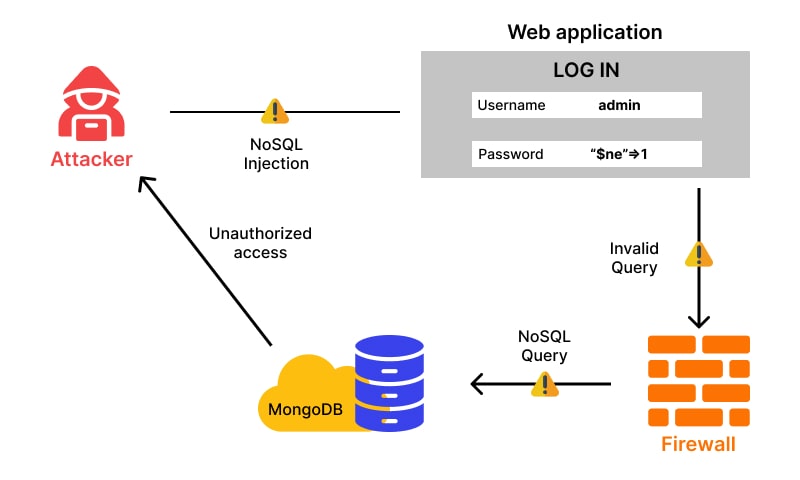 Web application
LOG IN
Username admin
Password “$ne”⇒1
Attacker
NoSQL
Injection
Unauthorized
access
Invalid
Query
NoSQL
Query
MongoDB
Firewall